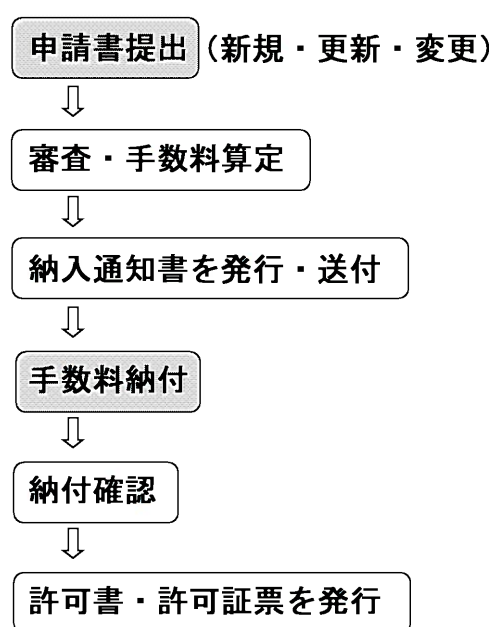 申請書提出(新規・更新・変更)
審査・手数料算定
納入通知書を発行・送付
手数料納付
納付確認
許可書・許可証票を発行